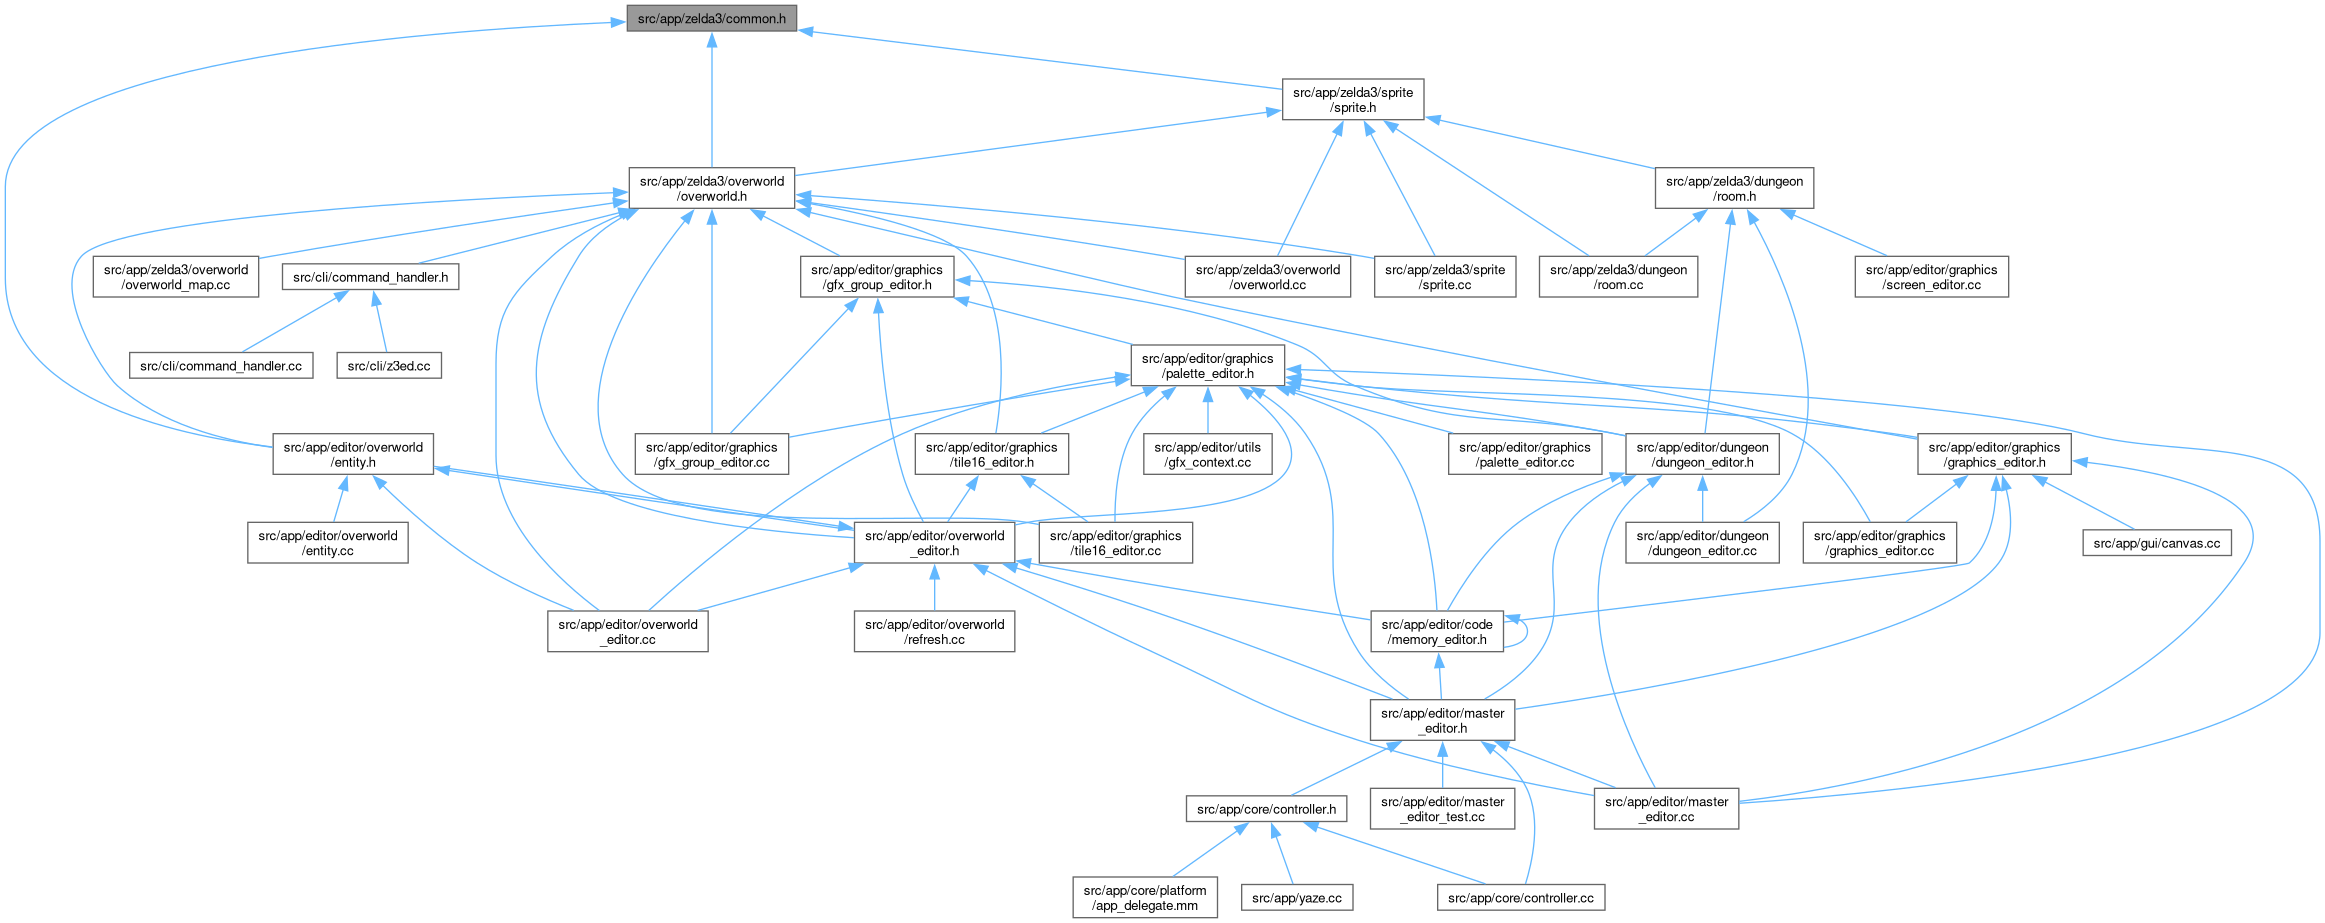 src/app/zelda3/common.h
src/app/zelda3/sprite
/sprite.h
src/app/zelda3/overworld
/overworld.h
src/app/zelda3/dungeon
/room.h
src/app/zelda3/overworld
/overworld_map.cc
src/cli/command_handler.h
src/app/editor/graphics
/gfx_group_editor.h
src/app/zelda3/overworld
/overworld.cc
src/app/zelda3/sprite
/sprite.cc
src/app/zelda3/dungeon
/room.cc
src/app/editor/graphics
/screen_editor.cc
src/cli/command_handler.cc
src/cli/z3ed.cc
src/app/editor/graphics
/palette_editor.h
src/app/editor/overworld
/entity.h
src/app/editor/graphics
/gfx_group_editor.cc
src/app/editor/graphics
/tile16_editor.h
src/app/editor/utils
/gfx_context.cc
src/app/editor/graphics
/palette_editor.cc
src/app/editor/dungeon
/dungeon_editor.h
src/app/editor/graphics
/graphics_editor.h
src/app/editor/overworld
/entity.cc
src/app/editor/overworld
_editor.h
src/app/editor/graphics
/tile16_editor.cc
src/app/editor/dungeon
/dungeon_editor.cc
src/app/editor/graphics
/graphics_editor.cc
src/app/gui/canvas.cc
src/app/editor/overworld
_editor.cc
src/app/editor/overworld
/refresh.cc
src/app/editor/code
/memory_editor.h
src/app/editor/master
_editor.h
src/app/core/controller.h
src/app/editor/master
_editor_test.cc
src/app/editor/master
_editor.cc
src/app/core/platform
/app_delegate.mm
src/app/yaze.cc
src/app/core/controller.cc